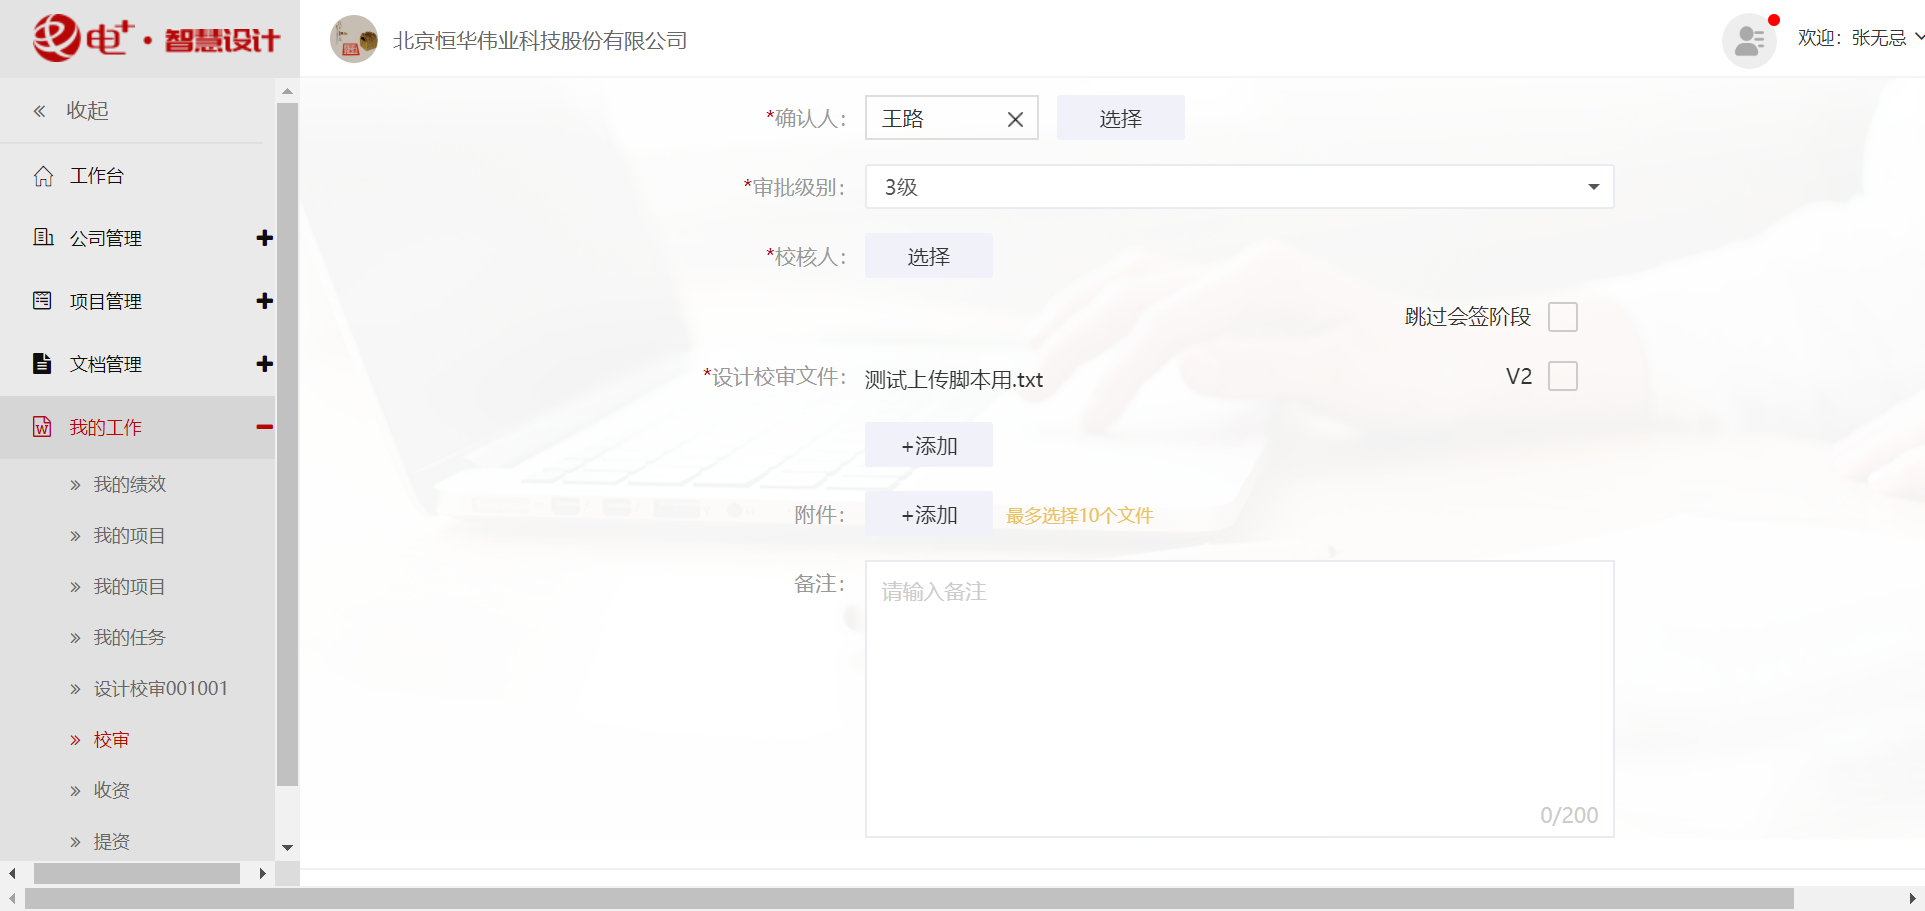 电+·智慧设计
北京恒华伟业科技股份有限公司
欢迎：张无忌
收起
工作台
公司管理
项目管理
文档管理
我的工作
我的绩效
我的项目
我的项目
我的任务
设计校审001001
校审
收资
提资
*确认人：
王路
选择
*审批级别：
3级
*校核人：
选择
跳过会签阶段
*设计校审文件：
测试上传脚本用.txt
V2
+添加
附件：
+添加
最多选择10个文件
备注：
请输入备注
0/200